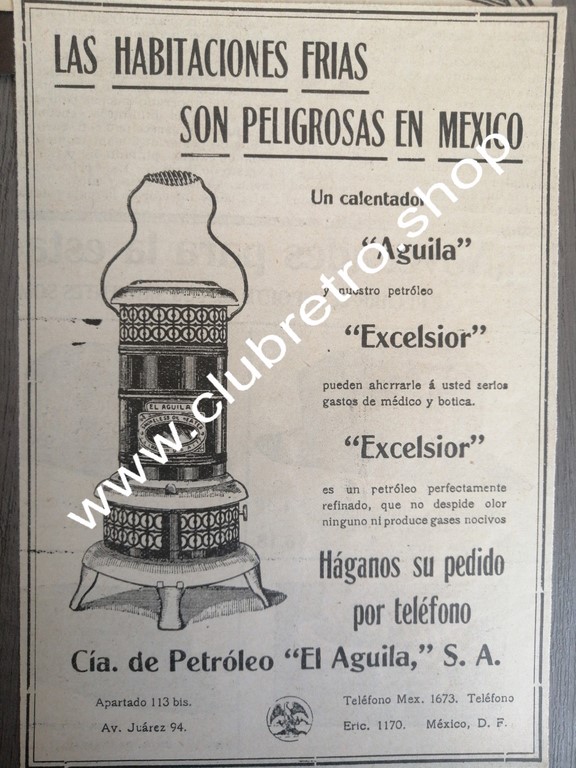 LAS HABITACIONES FRIAS
SON PELIGROSAS EN MEXICO
Un calentador
"Aguila"
y nuestro petróleo
"Excelsior"
pueden ahcrrarle á usted serios
gastos de médico y botica.
"Excelsior"
es un petróleo perfectamente
refinado, que no despide olor
ninguno ni produce gases nocivos
Háganos su pedido
por teléfono
Cía. de Petróleo "El Aguila," S. A.
Apartado 113 bis.
Av. Juárez 94.
Teléfono Mex. 1673. Teléfono
Eric. 1170. México, D. F.
EL AGUILA
www.clubretro.shop